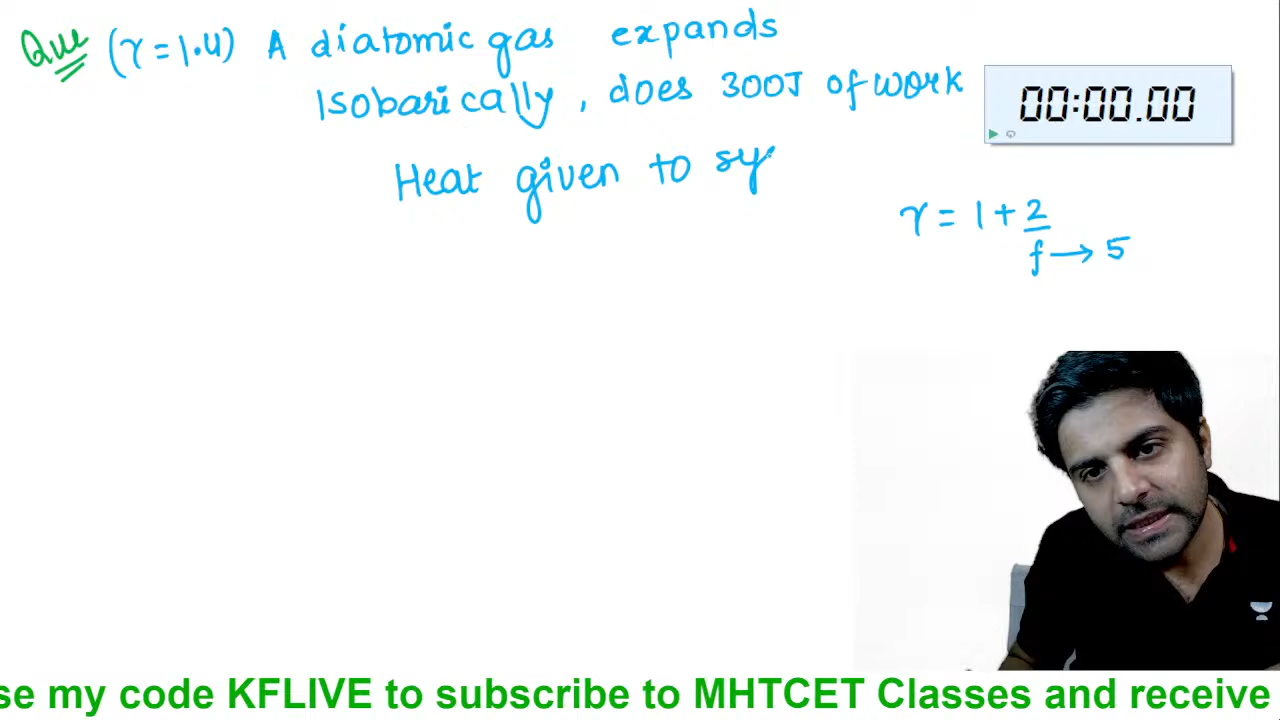 Que (γ = 1.4) A diatomic gas expands
Isobarically, does 300J of work
00:00.00
Heat given to sy
γ = 1 + 2
f → 5
se my code KFLIVE to subscribe to MHTCET Classes and receive